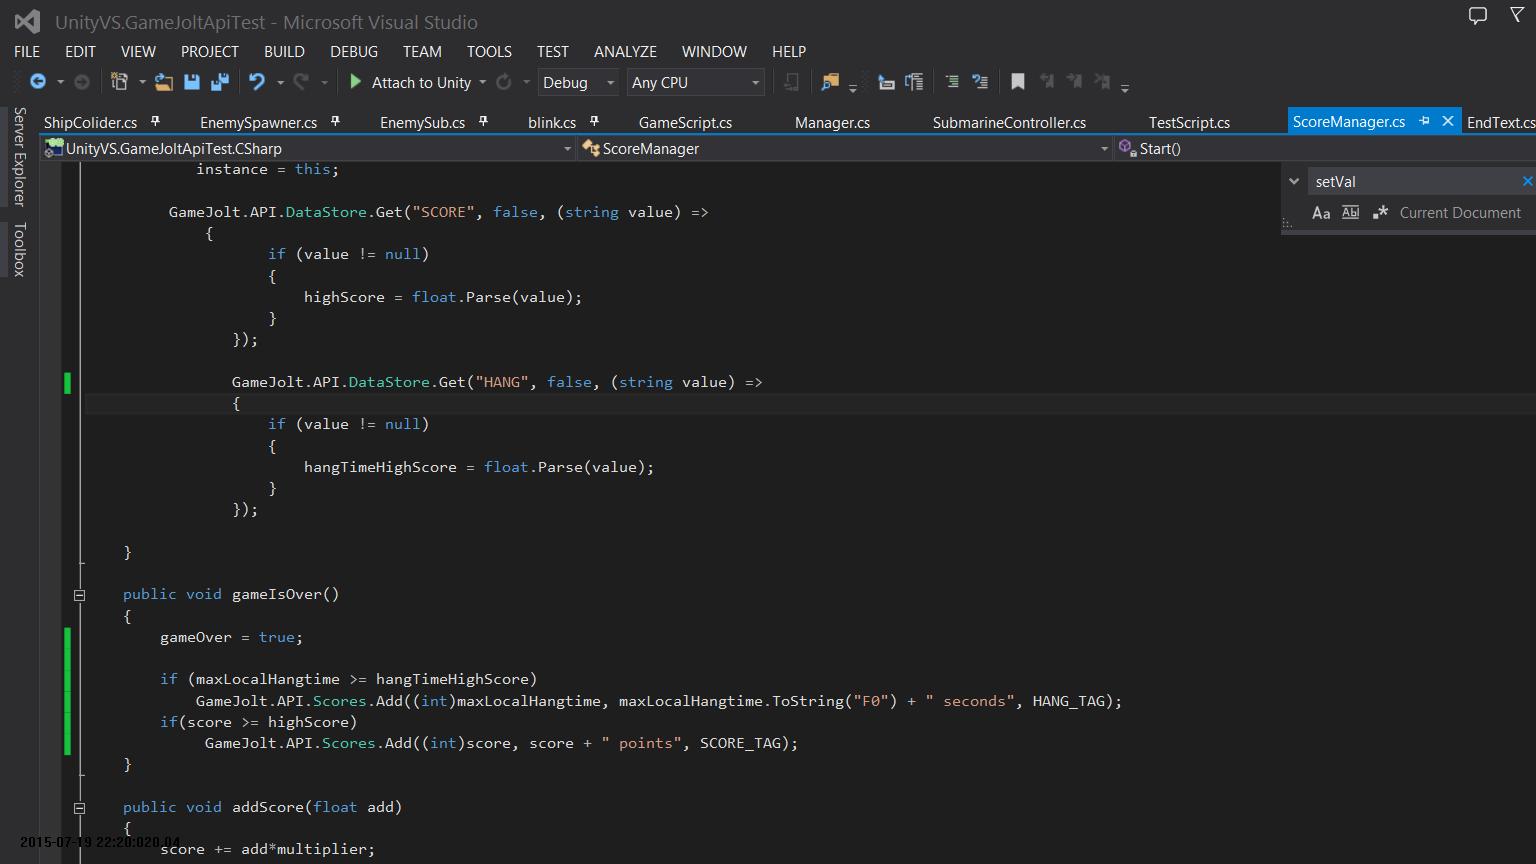 UnityVS.GameJoltApiTest - Microsoft Visual Studio
FILE EDIT VIEW PROJECT BUILD DEBUG TEAM TOOLS TEST ANALYZE WINDOW HELP
Attach to Unity Debug Any CPU
Server Explorer
Toolbox
ShipColider.cs EnemySpawner.cs EnemySub.cs blink.cs GameScript.cs Manager.cs SubmarineController.cs TestScript.cs ScoreManager.cs EndText.cs
UnityVS.GameJoltApiTest.CSharp ScoreManager Start()
setVal
Aa Abl .* Current Document
instance = this;
GameJolt.API.DataStore.Get("SCORE", false, (string value) =>
{
if (value != null)
{
highScore = float.Parse(value);
}
});
GameJolt.API.DataStore.Get("HANG", false, (string value) =>
{
if (value != null)
{
hangTimeHighScore = float.Parse(value);
}
});
}
public void gameIsOver()
{
gameOver = true;
if (maxLocalHangtime >= hangTimeHighScore)
GameJolt.API.Scores.Add((int)maxLocalHangtime, maxLocalHangtime.ToString("F0") + " seconds", HANG_TAG);
if(score >= highScore)
GameJolt.API.Scores.Add((int)score, score + " points", SCORE_TAG);
}
public void addScore(float add)
{
2015-07-19 22:20:020.04
score += add*multiplier;